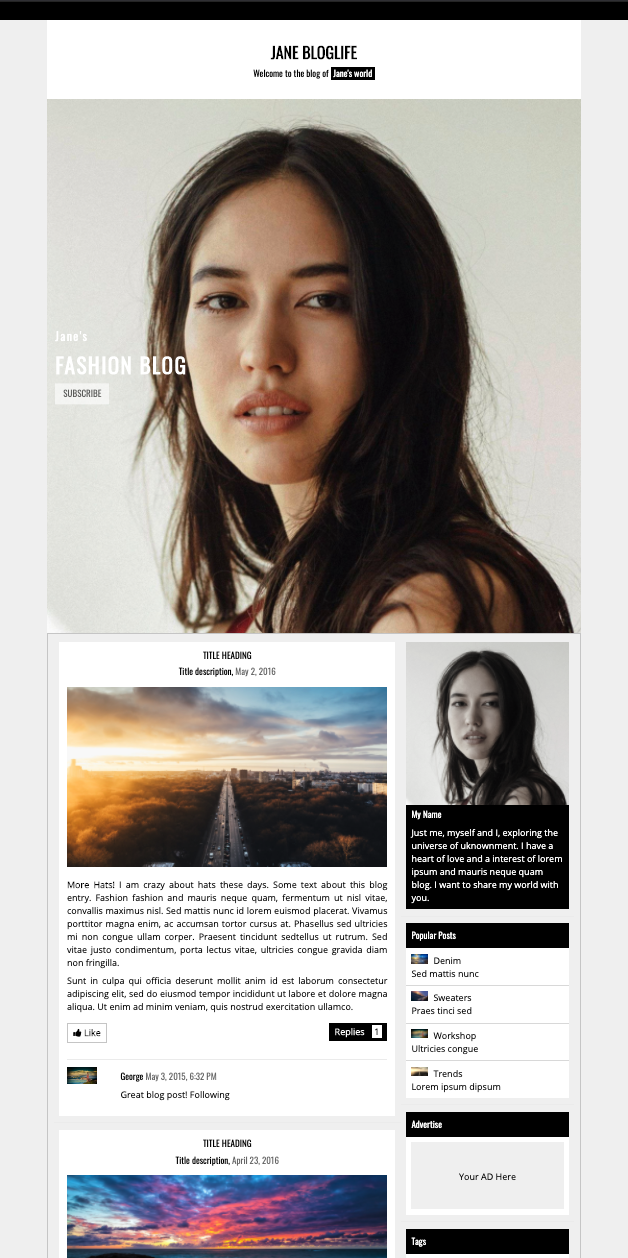 JANE BLOGLIFE
Welcome to the blog of Jane's world
Jane's
FASHION BLOG
SUBSCRIBE
TITLE HEADING
Title description, May 2, 2016
More Hats! I am crazy about hats these days. Some text about this blog
entry. Fashion fashion and mauris neque quam, fermentum ut nisl vitae,
convallis maximus nisl. Sed mattis nunc id lorem euismod placerat. Vivamus
porttitor magna enim, ac accumsan tortor cursus at. Phasellus sed ultricies
mi non congue ullam corper. Praesent tincidunt sedtellus ut rutrum. Sed
vitae justo condimentum, porta lectus vitae, ultricies congue gravida diam
non fringilla.
Sunt in culpa qui officia deserunt mollit anim id est laborum consectetur
adipiscing elit, sed do eiusmod tempor incididunt ut labore et dolore magna
aliqua. Ut enim ad minim veniam, quis nostrud exercitation ullamco.
Like
Replies 1
George May 3, 2015, 6:32 PM
Great blog post! Following
TITLE HEADING
Title description, April 23, 2016
My Name
Just me, myself and I, exploring the
universe of uknownment. I have a
heart of love and a interest of lorem
ipsum and mauris neque quam
blog. I want to share my world with
you.
Popular Posts
Denim
Sed mattis nunc
Sweaters
Praes tinci sed
Workshop
Ultricies congue
Trends
Lorem ipsum dipsum
Advertise
Your AD Here
Tags